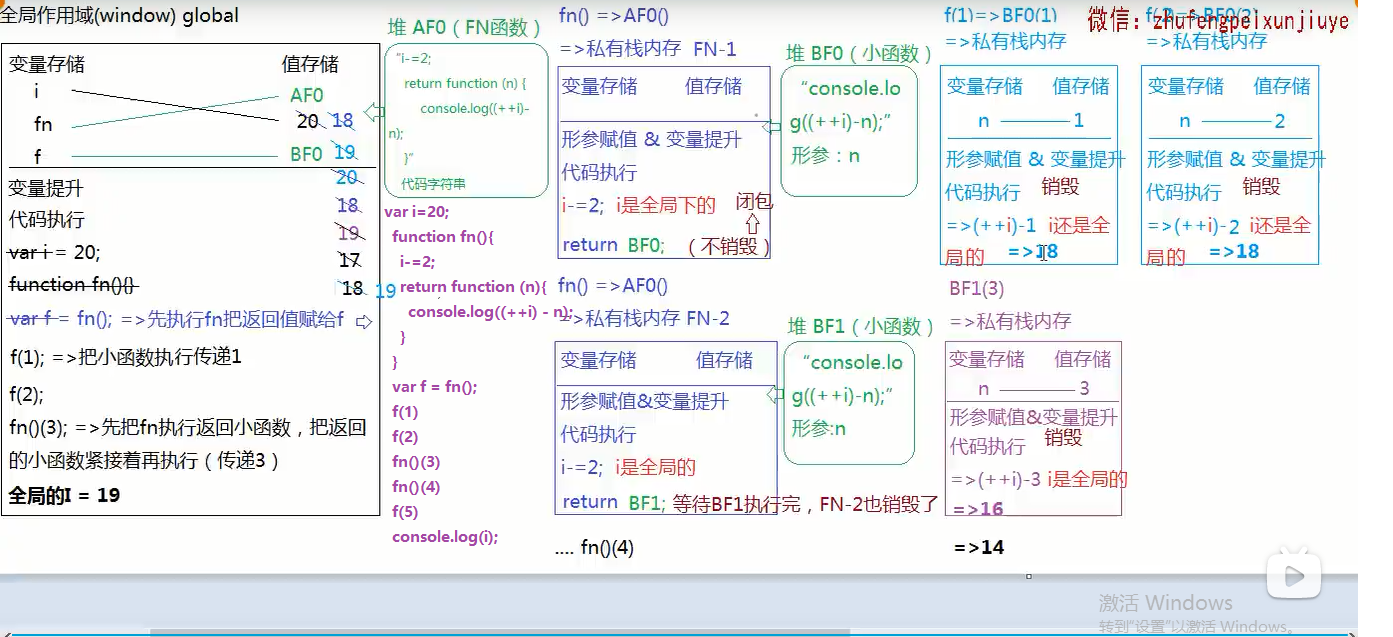 全局作用域(window) global
变量存储 值存储
i
fn
f
AF0
20 18
BF0 19
20
18
19
17
18 19
变量提升
代码执行
var i = 20;
function fn(){}
var f = fn(); =>先执行fn把返回值赋给f
f(1); =>把小函数执行传递1
f(2);
fn()(3); =>先把fn执行返回小函数，把返回
的小函数紧接着再执行（传递3）
全局的I = 19
堆 AF0（FN函数）
“i-=2;
return function (n) {
console.log((++i)-
n);
}”
代码字符串
var i=20;
function fn(){
i-=2;
return function (n){
console.log((++i) - n);
}
}
var f = fn();
f(1)
f(2)
fn()(3)
fn()(4)
f(5)
console.log(i);
fn() =>AF0()
=>私有栈内存 FN-1
变量存储 值存储
形参赋值 & 变量提升
代码执行
i-=2; i是全局下的
闭包
return BF0; （不销毁）
堆 BF0（小函数）
“console.lo
g((++i)-n);”
形参：n
fn() =>AF0()
=>私有栈内存 FN-2
变量存储 值存储
形参赋值&变量提升
代码执行
i-=2; i是全局的
return BF1; 等待BF1执行完，FN-2也销毁了
堆 BF1（小函数）
“console.lo
g((++i)-n);”
形参:n
.... fn()(4)
=>14
f(1)=>BF0(1)
=>私有栈内存
变量存储 值存储
n 1
形参赋值 & 变量提升
代码执行 销毁
=>(++i)-1 i还是全
局的 =>18
f(2)=>BF0(2)
=>私有栈内存
变量存储 值存储
n 2
形参赋值 & 变量提升
代码执行 销毁
=>(++i)-2 i还是全
局的 =>18
BF1(3)
=>私有栈内存
变量存储 值存储
n 3
形参赋值&变量提升
代码执行 销毁
=>(++i)-3 i是全局的
=>16
微信：zhufengpeixunjiuye
激活 Windows
转到"设置"以激活 Windows。